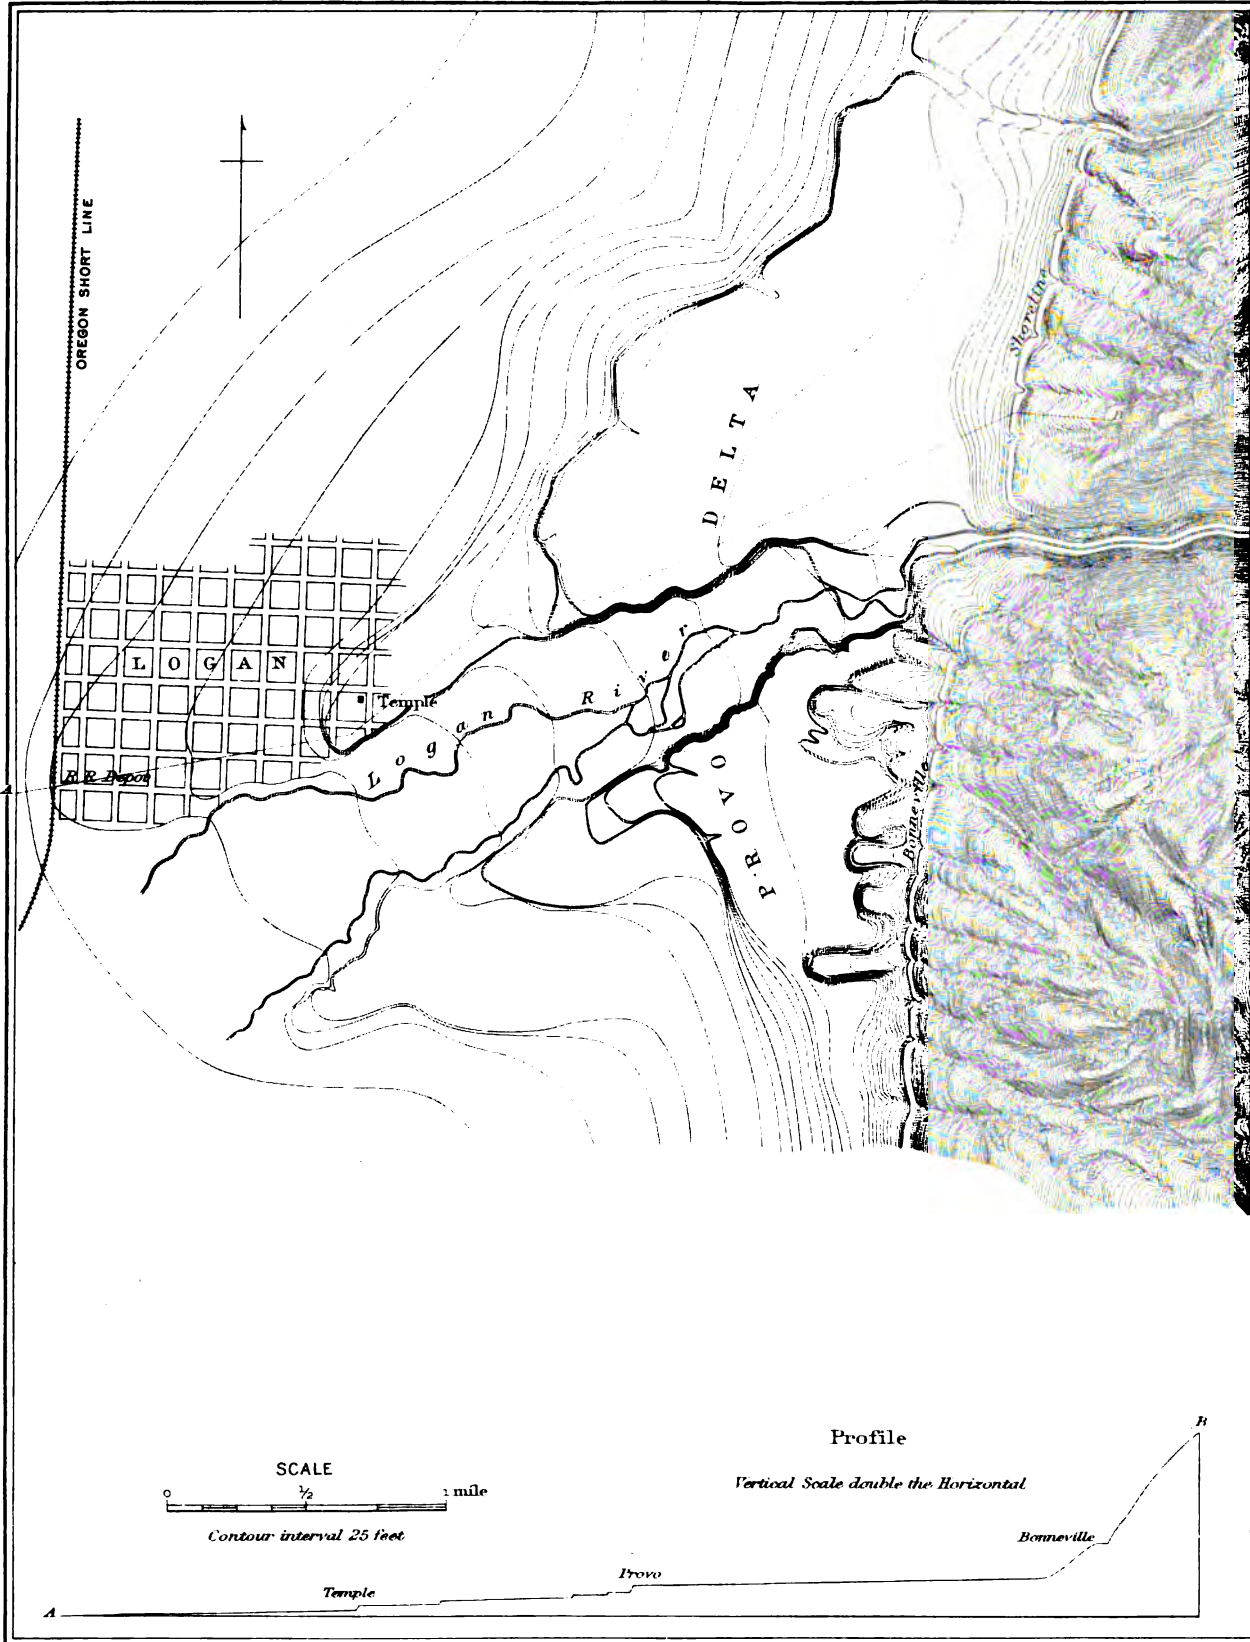 OREGON SHORT LINE
Shoreline
DELTA
LOGAN
Temple
Logan River
A
R R Depot
PROVO
Bonneville
Profile
Vertical Scale double the Horizontal
SCALE
0 ½ 1 mile
Contour interval 25 feet
B
Bonneville
Provo
Temple
A